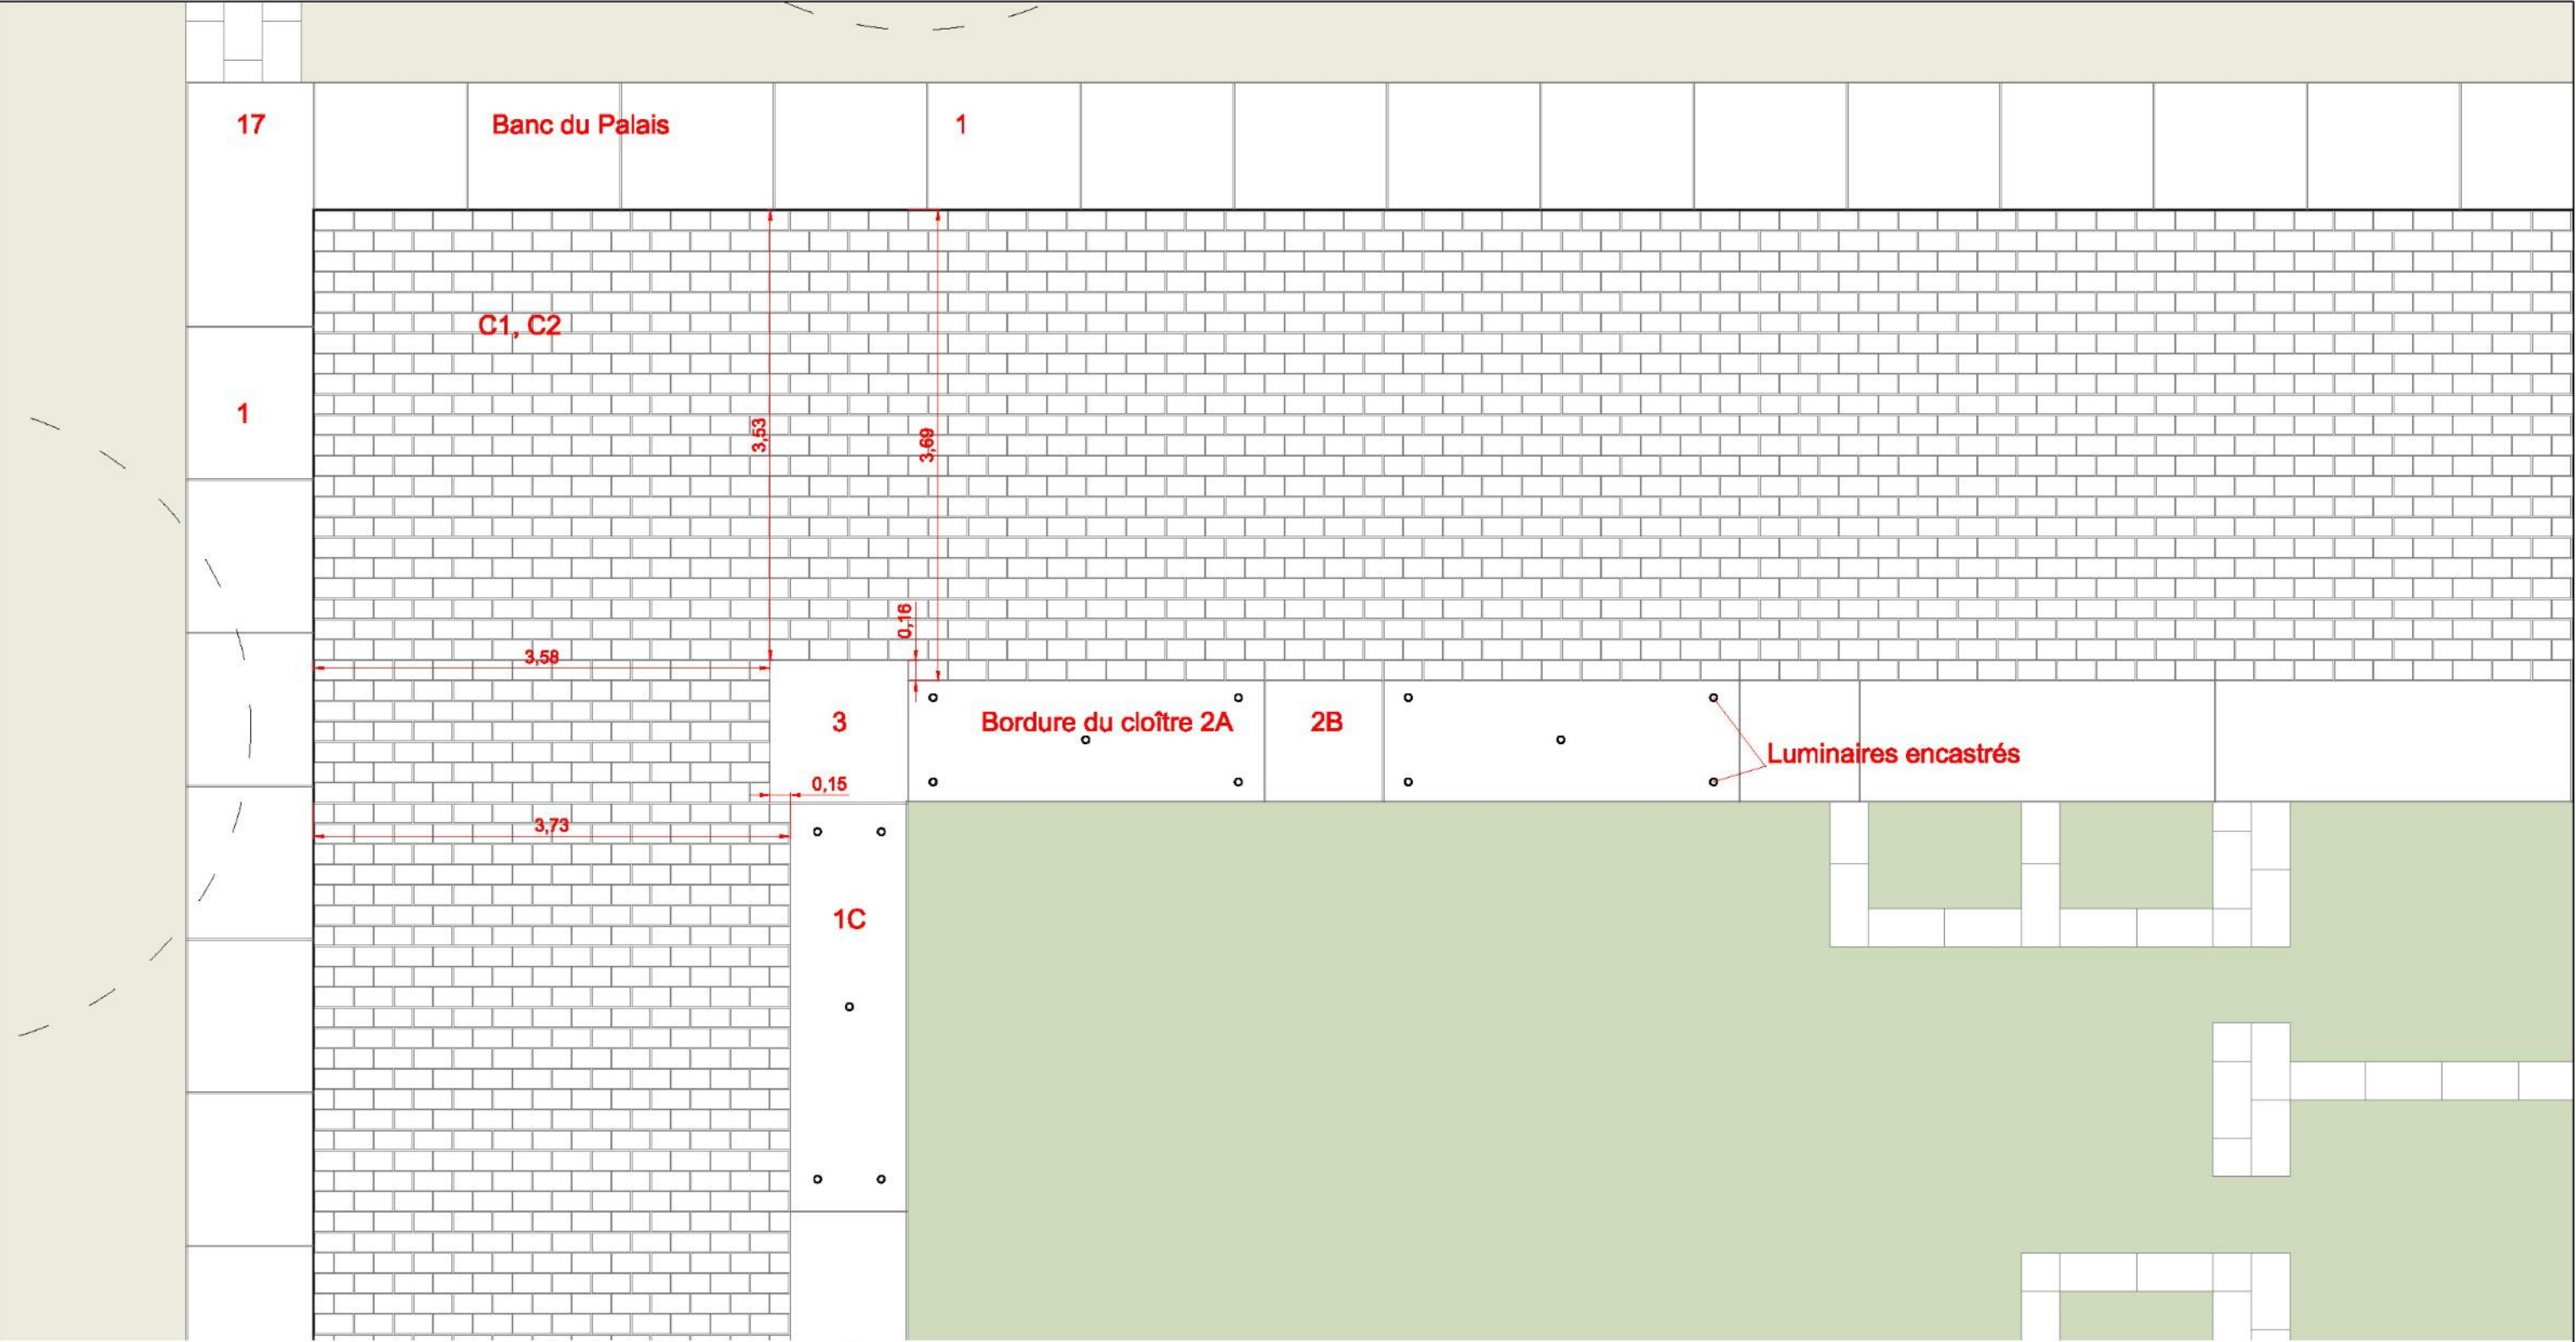 17
Banc du Palais
1
C1, C2
1
3,53
3,69
0,16
3,58
3
Bordure du cloître 2A
2B
Luminaires encastrés
0,15
3,73
1C